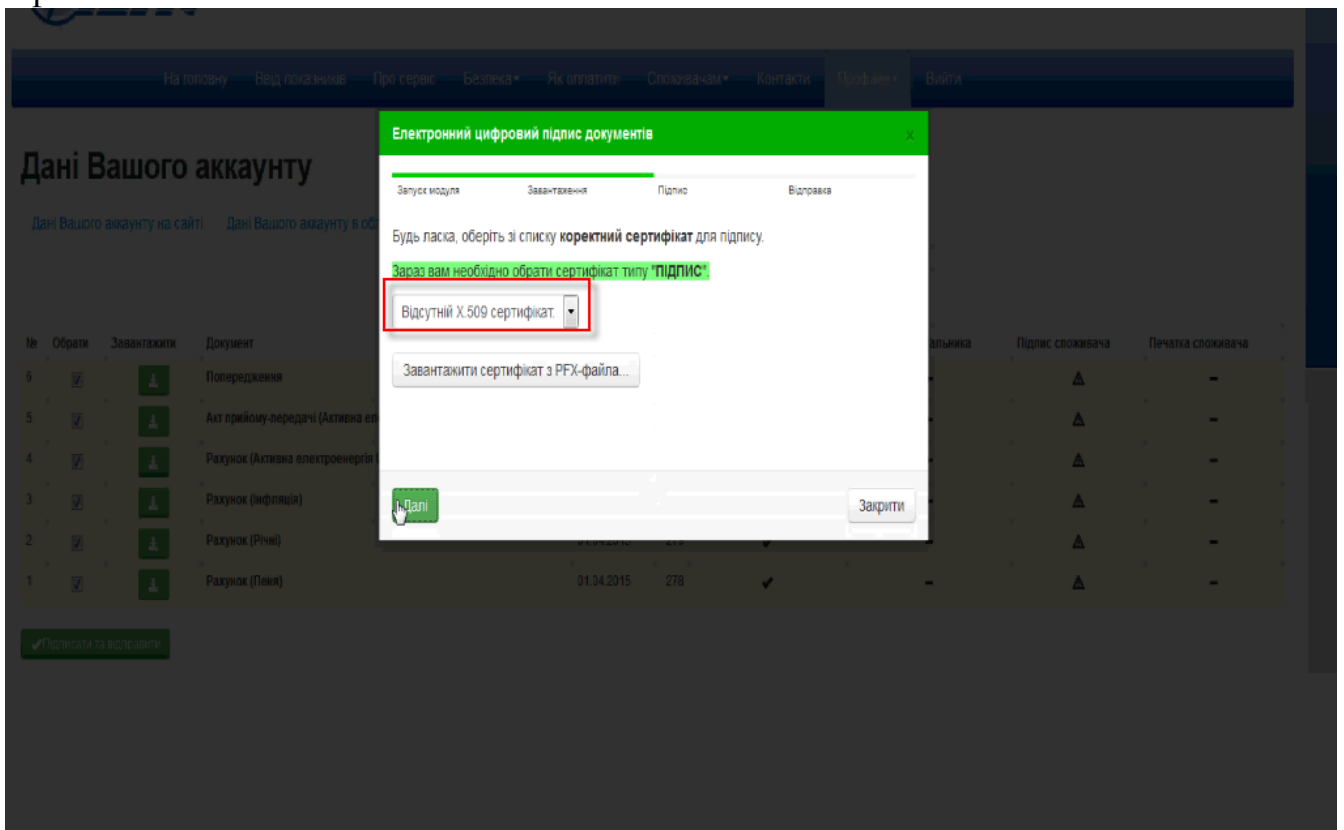 На головну Ввід показників Про сервіс Безпека Як оплатити Споживачам Контакти Вийти
Електронний цифровий підпис документів x
Дані Вашого аккаунту
Запуск модуля Завантаження Підпис Відправка
Дані Вашого аккаунту на сайті Дані Вашого аккаунту в об
Будь ласка, оберіть зі списку коректний сертифікат для підпису.
Зараз вам необхідно обрати сертифікат типу "ПІДПИС".
Відсутній X.509 сертифікат.
№ Обрати Завантажити Документ альника Підпис споживача Печатка споживача
Завантажити сертифікат з PFX-файла...
6 Попередження
5 Акт прийому-передачі (Активна ел
4 Рахунок (Активна електроенергія
3 Рахунок (Інфляція)
Далі Закрити
2 Рахунок (Річні)
1 Рахунок (Пеня) 01.04.2015 278
Підписати та відправити